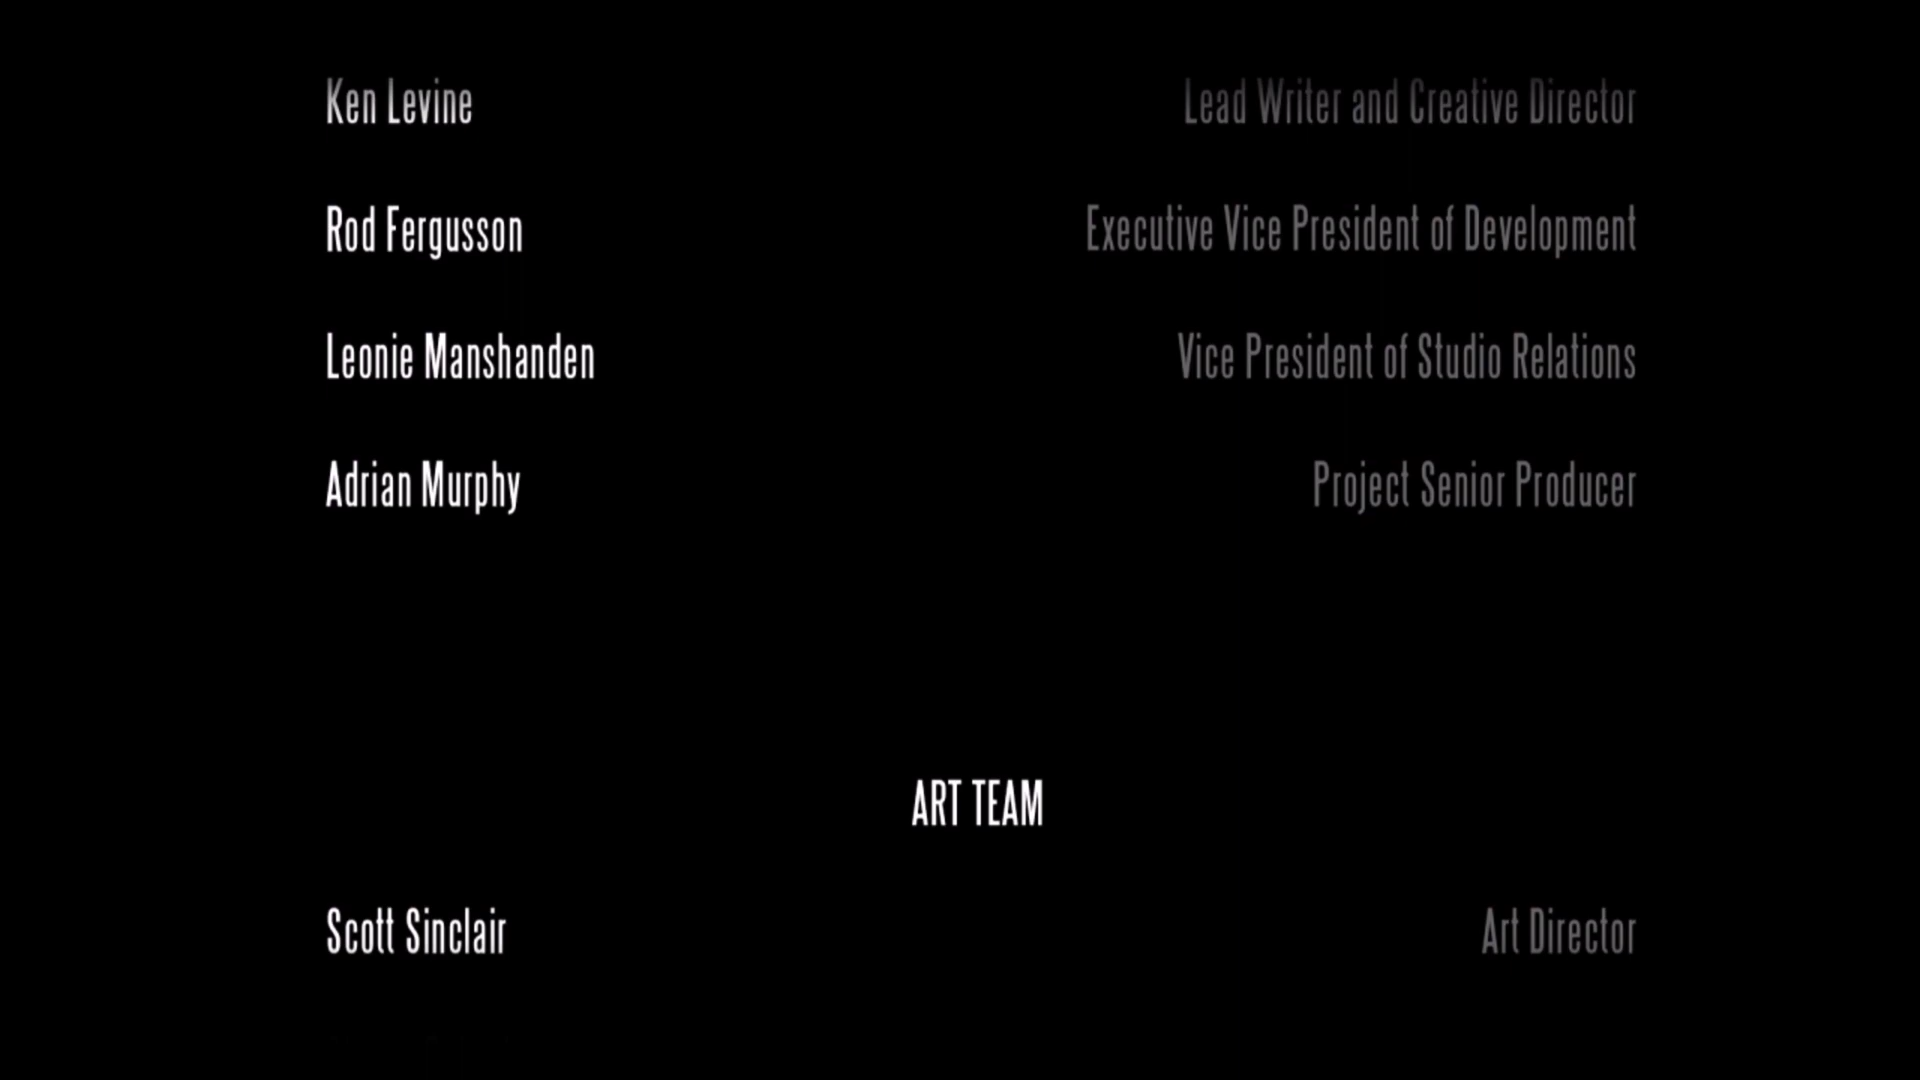 Ken Levine Lead Writer and Creative Director
Rod Fergusson Executive Vice President of Development
Leonie Manshanden Vice President of Studio Relations
Adrian Murphy Project Senior Producer
ART TEAM
Scott Sinclair Art Director